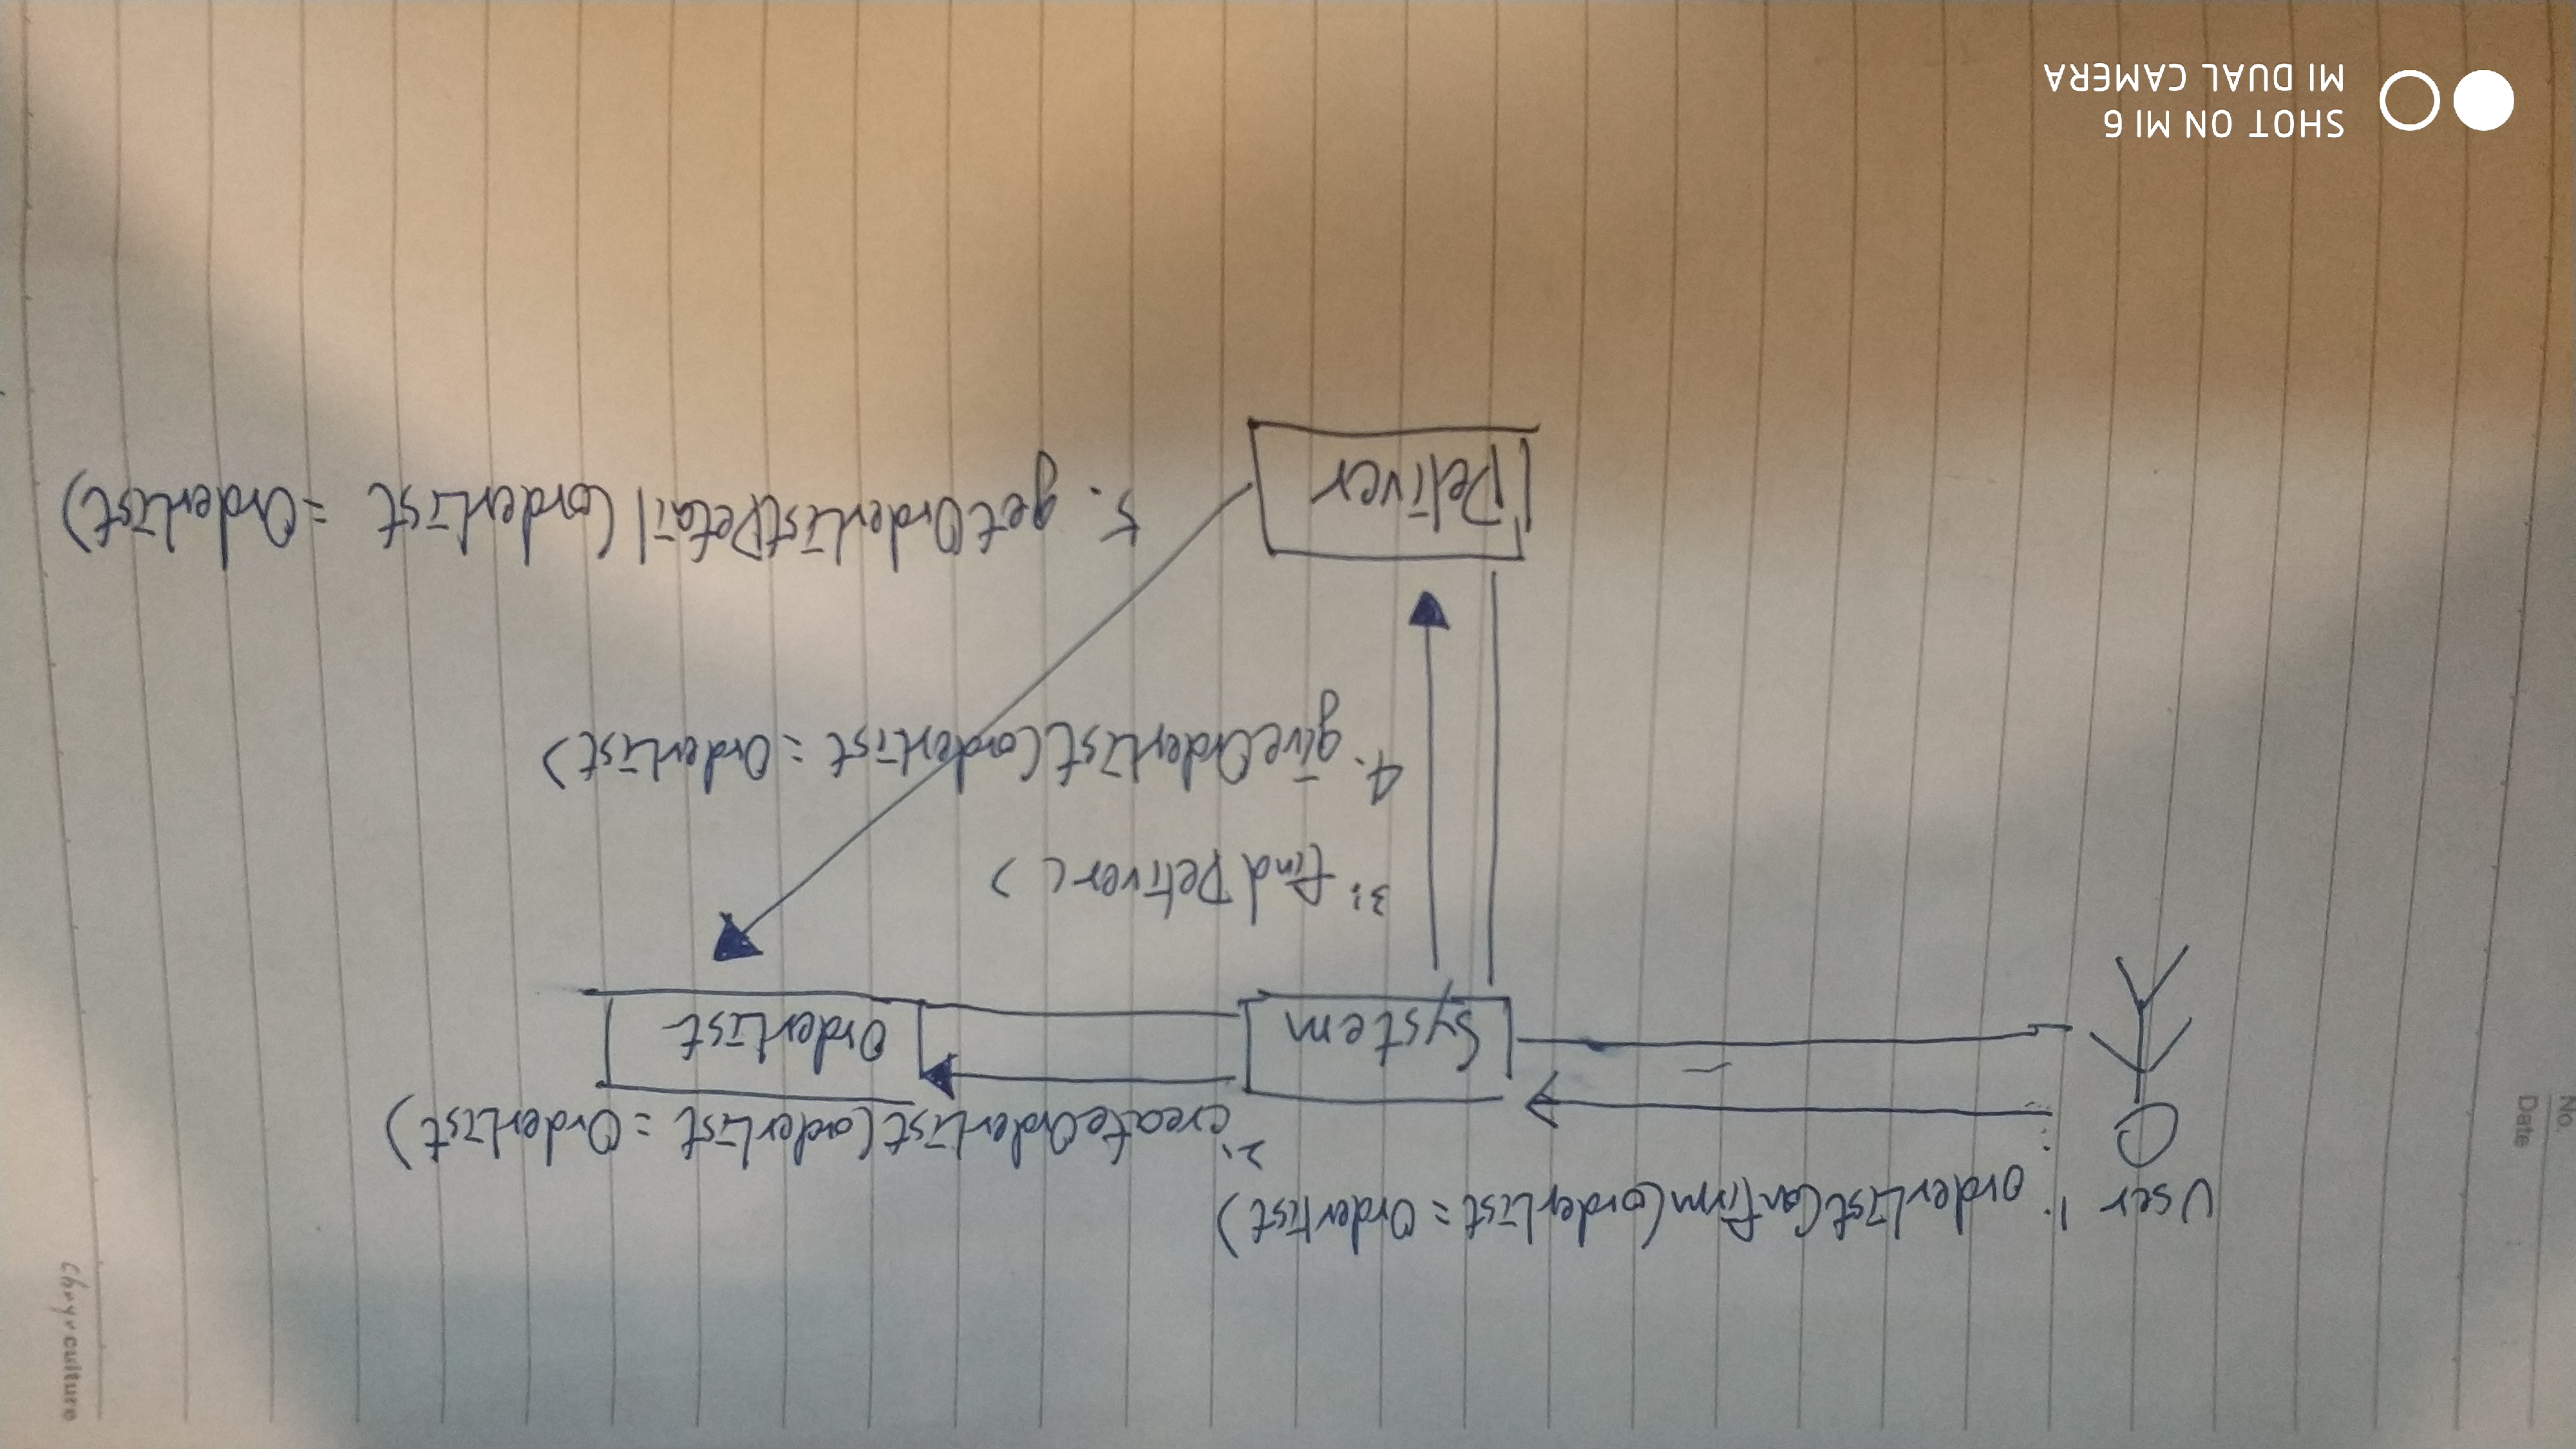 User 1. orderListConfirm(orderList = OrderList)
2. createOrderList(orderList = OrderList)
System
OrderList
3: findDeliver( )
4. giveOrderList(orderList = OrderList)
Deliver
5. getOrderListDetail(orderList = OrderList)
No.
Date
SHOT ON MI 6
MI DUAL CAMERA